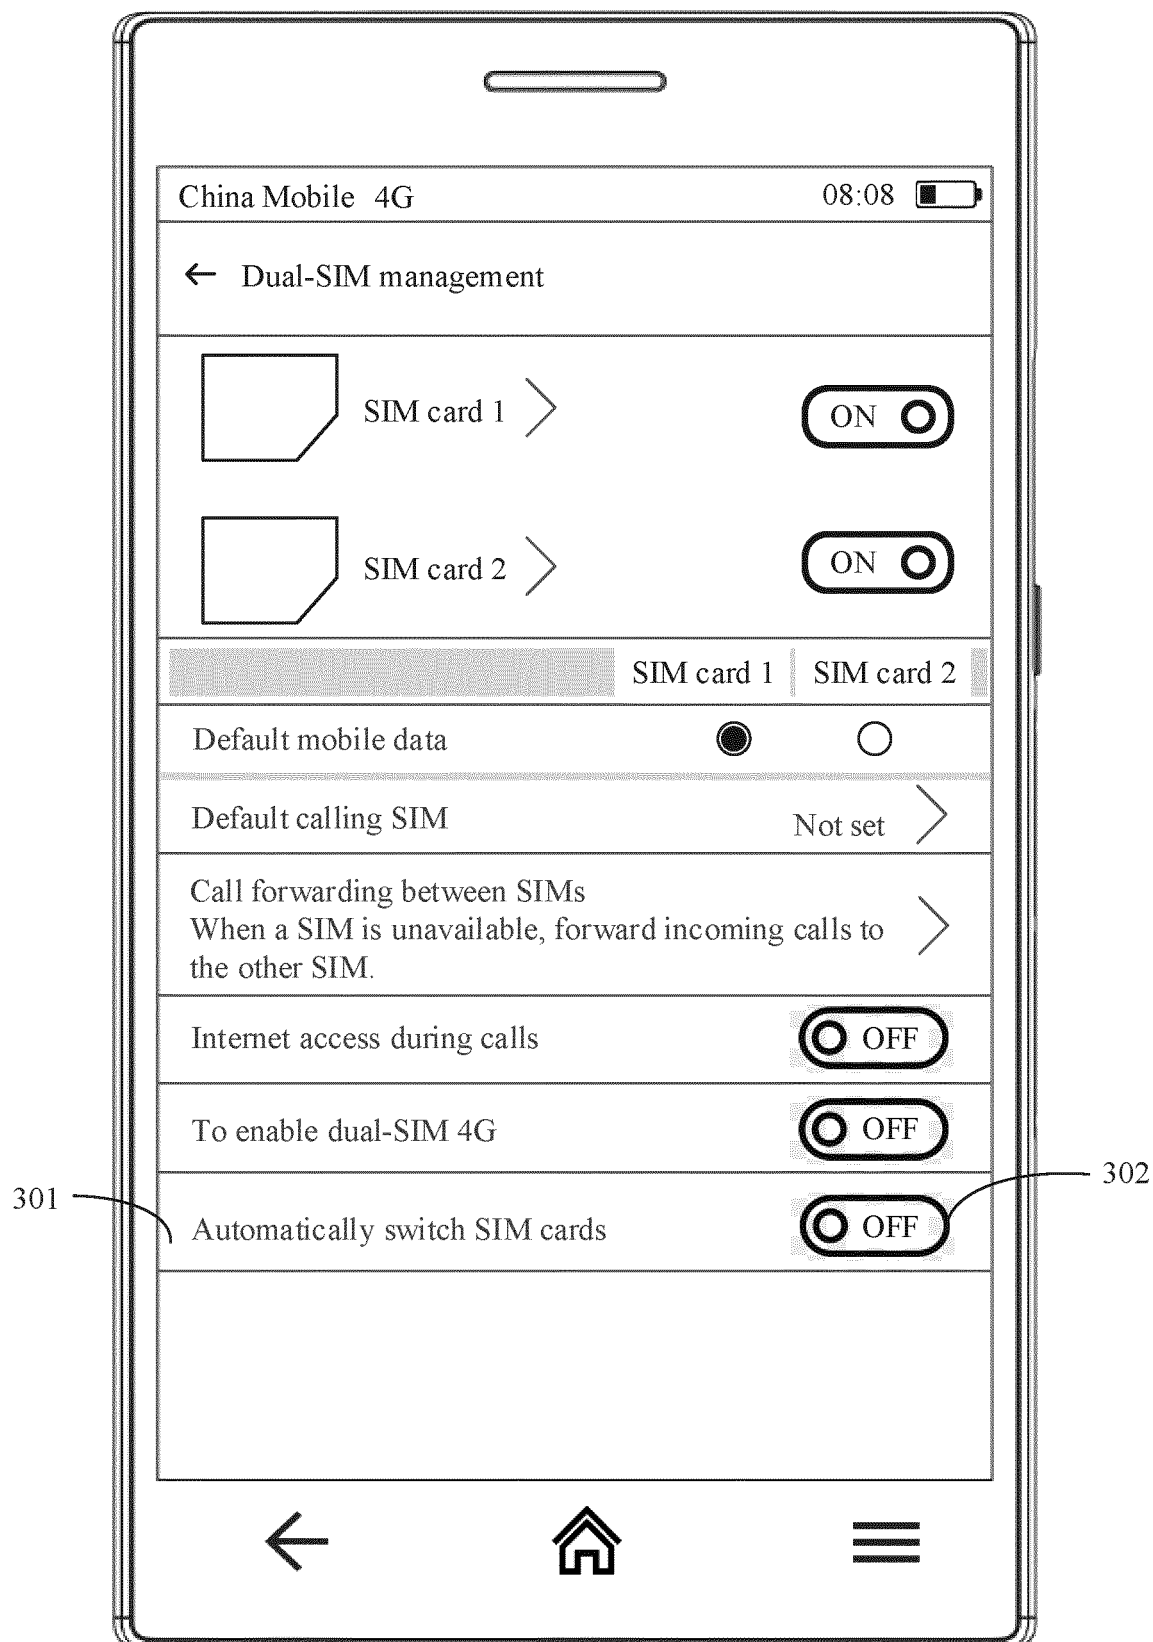 China Mobile 4G 08:08
← Dual-SIM management
SIM card 1 ON
SIM card 2 ON
SIM card 1 SIM card 2
Default mobile data
Default calling SIM Not set
Call forwarding between SIMs
When a SIM is unavailable, forward incoming calls to
the other SIM.
Internet access during calls OFF
To enable dual-SIM 4G OFF
302
301
Automatically switch SIM cards OFF